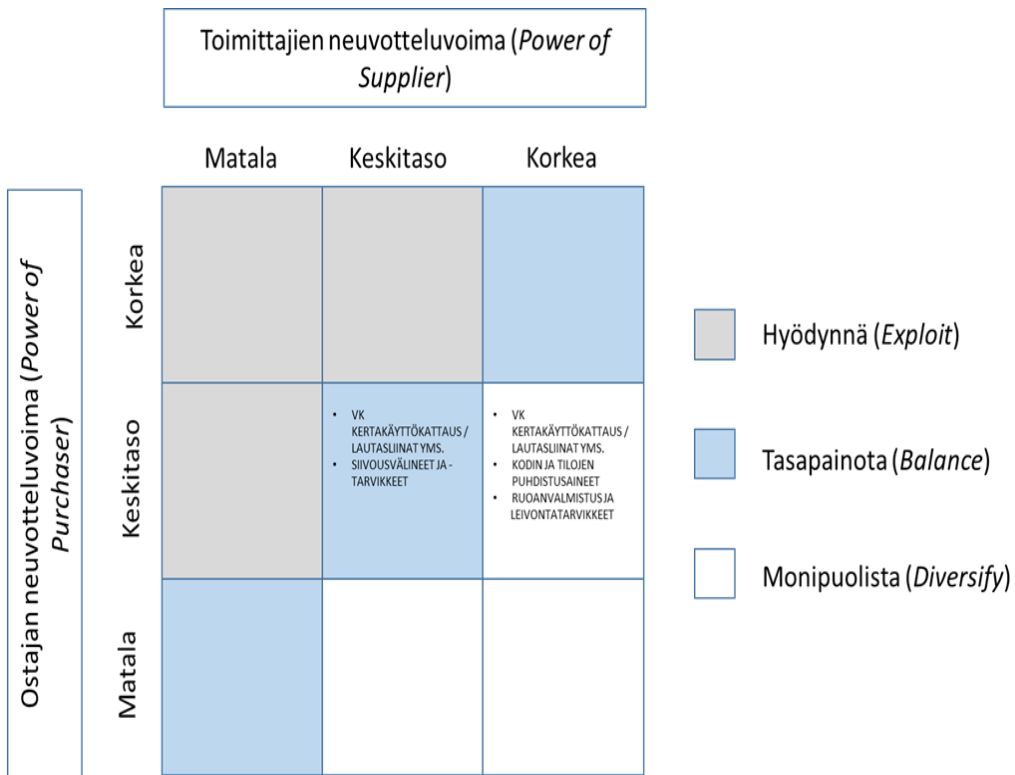 Toimittajien neuvotteluvoima (Power of
Supplier)
Matala
Keskitaso
Korkea
Ostajan neuvotteluvoima (Power of
Purchaser)
Korkea
Keskitaso
Matala
• VK
KERTAKÄYTTÖKATTAUS /
LAUTASLIINAT YMS.
• SIIVOUSVÄLINEET JA -
TARVIKKEET
• VK
KERTAKÄYTTÖKATTAUS /
LAUTASLIINAT YMS.
• KODIN JA TILOJEN
PUHDISTUSAINEET
• RUOANVALMISTUS JA
LEIVONTATARVIKKEET
Hyödynnä (Exploit)
Tasapainota (Balance)
Monipuolista (Diversify)